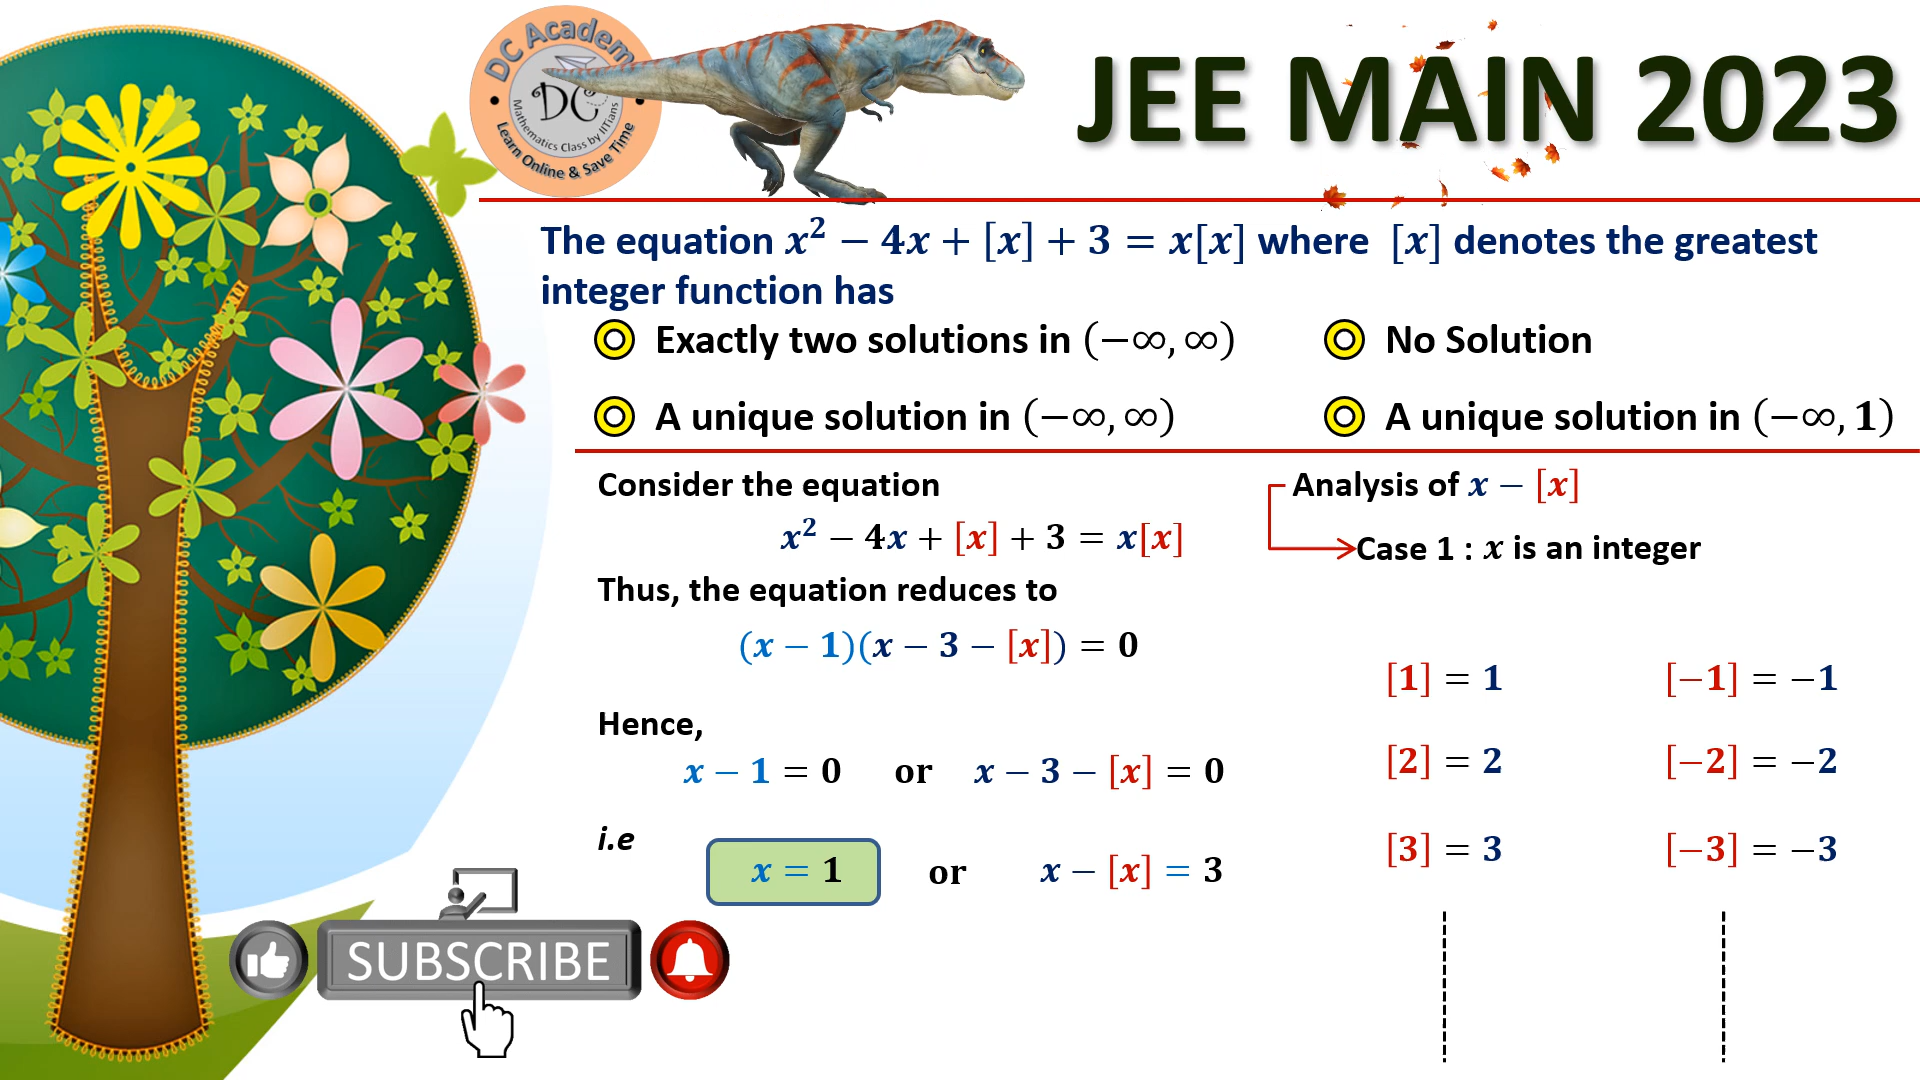 DC Academ
DC
Mathematics Class by IITians
Learn Online & Save Time
JEE MAIN 2023
The equation x² − 4x + [x] + 3 = x[x] where [x] denotes the greatest
integer function has
Exactly two solutions in (−∞, ∞)
No Solution
A unique solution in (−∞, ∞)
A unique solution in (−∞, 1)
Consider the equation
x² − 4x + [x] + 3 = x[x]
Thus, the equation reduces to
(x − 1)(x − 3 − [x]) = 0
Hence,
x − 1 = 0 or x − 3 − [x] = 0
i.e
x = 1 or x − [x] = 3
Analysis of x − [x]
Case 1 : x is an integer
[1] = 1 [−1] = −1
[2] = 2 [−2] = −2
[3] = 3 [−3] = −3
SUBSCRIBE